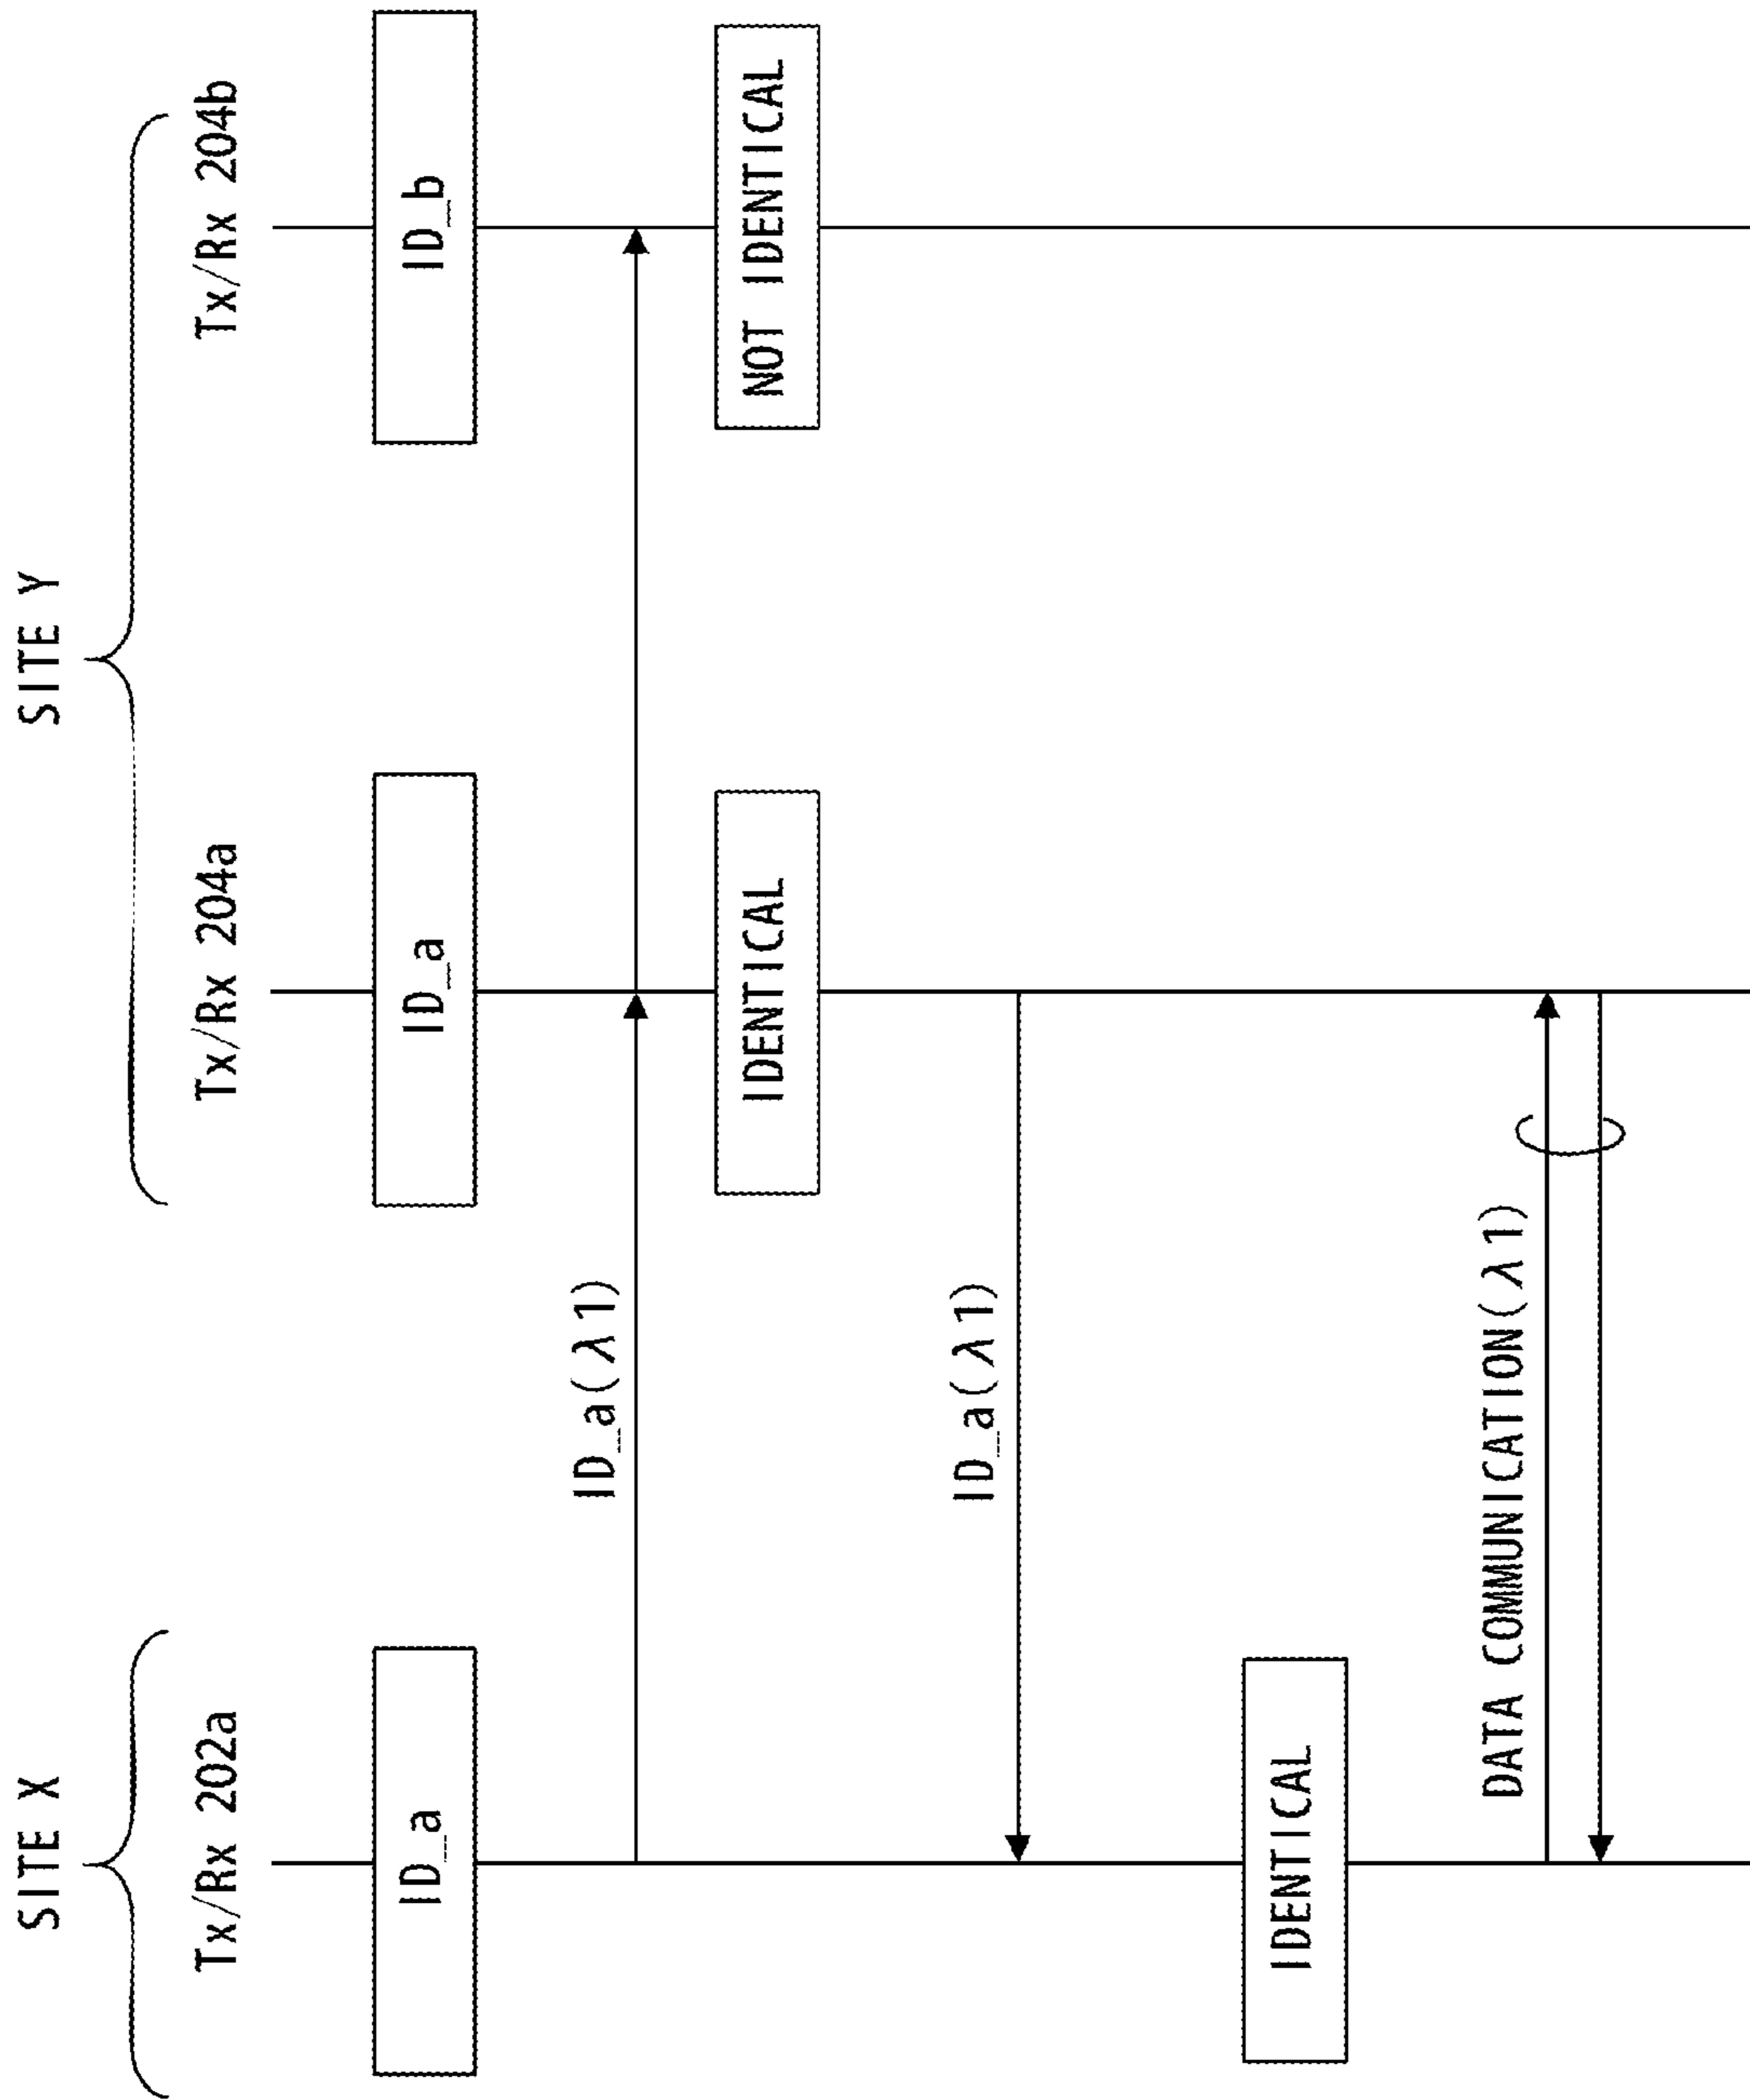 SITE X
SITE Y
Tx/Rx 202a
Tx/Rx 204a
Tx/Rx 204b
ID_a
ID_a
ID_b
ID_a(λ1)
IDENTICAL
NOT IDENTICAL
ID_a(λ1)
IDENTICAL
DATA COMMUNICATION(λ1)